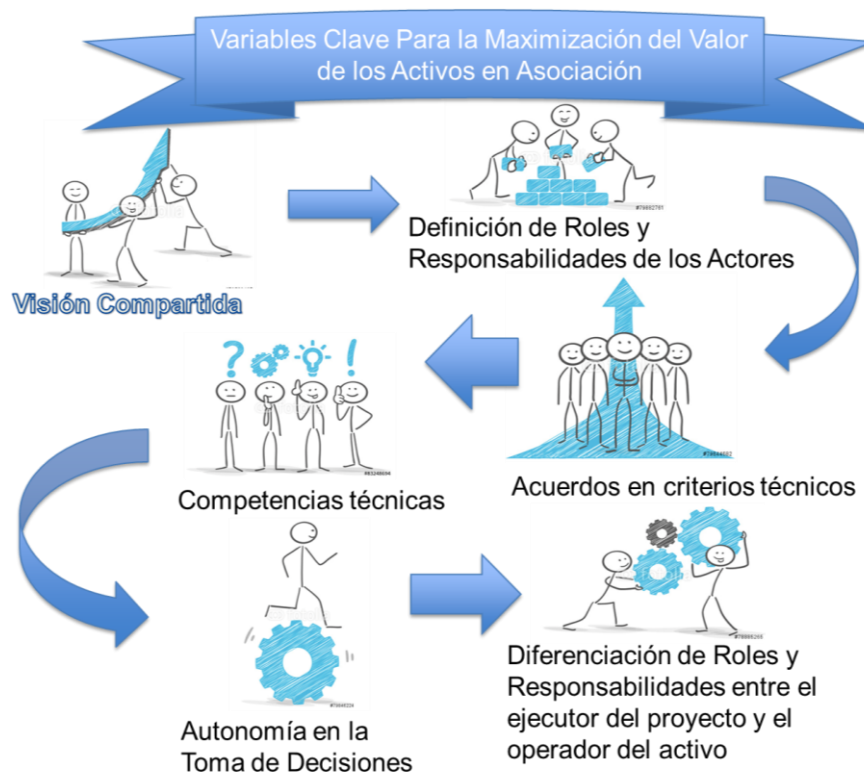 Variables Clave Para la Maximización del Valor
de los Activos en Asociación
Visión Compartida
Definición de Roles y
Responsabilidades de los Actores
Acuerdos en criterios técnicos
? !
Competencias técnicas
Autonomía en la
Toma de Decisiones
Diferenciación de Roles y
Responsabilidades entre el
ejecutor del proyecto y el
operador del activo